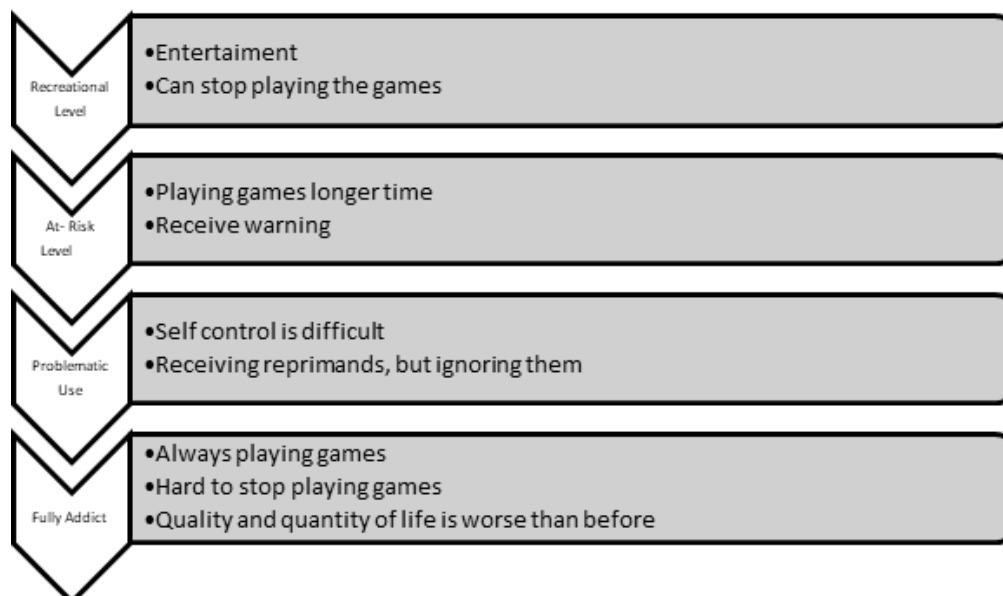 Recreational
Level
•Entertaiment
•Can stop playing the games
At- Risk
Level
•Playing games longer time
•Receive warning
Problematic
Use
•Self control is difficult
•Receiving reprimands, but ignoring them
Fully Addict
•Always playing games
•Hard to stop playing games
•Quality and quantity of life is worse than before